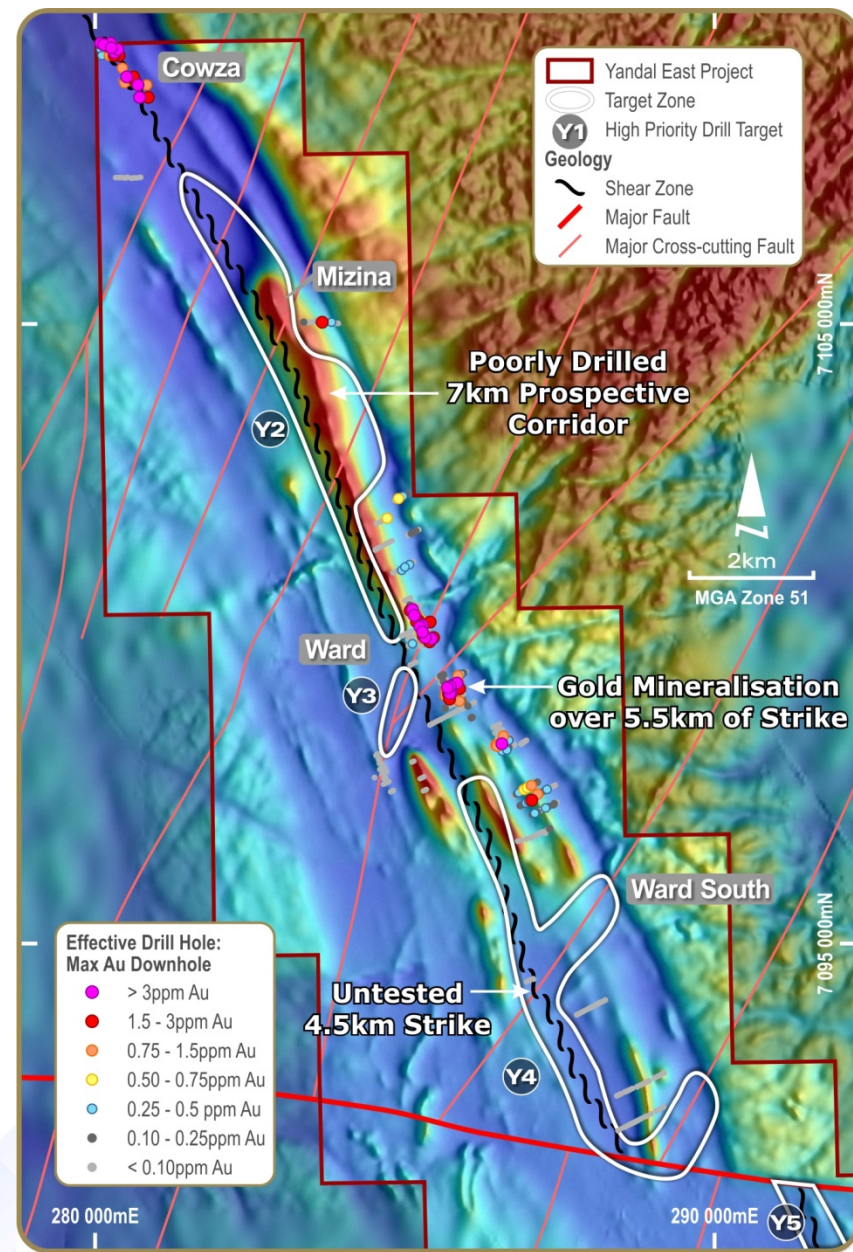 Cowza
Yandal East Project
Target Zone
Y1 High Priority Drill Target
Geology
Shear Zone
Major Fault
Major Cross-cutting Fault
Mizina
7 105 000mN
Poorly Drilled
7km Prospective
Corridor
Y2
N
2km
MGA Zone 51
Ward
Y3
Gold Mineralisation
over 5.5km of Strike
Ward South
7 095 000mN
Untested
4.5km Strike
Y4
Effective Drill Hole:
Max Au Downhole
> 3ppm Au
1.5 - 3ppm Au
0.75 - 1.5ppm Au
0.50 - 0.75ppm Au
0.25 - 0.5 ppm Au
0.10 - 0.25ppm Au
< 0.10ppm Au
280 000mE
290 000mE
Y5